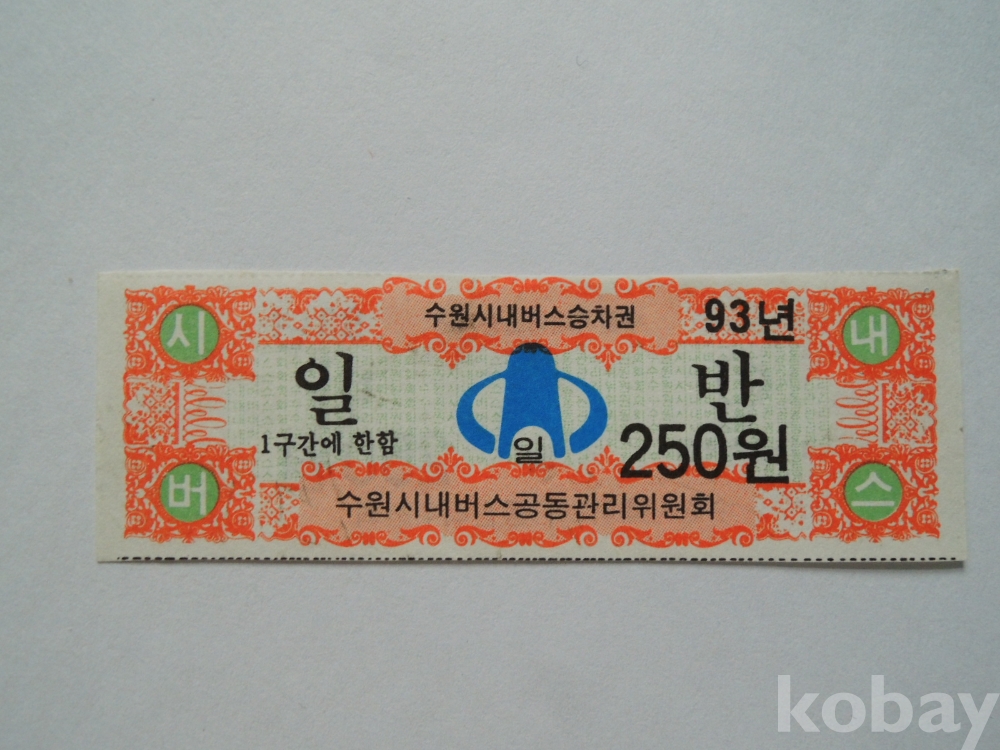 시 내
수원시내버스승차권 93년
일 반
1구간에 한함 일 250원
버 스
수원시내버스공동관리위원회
kobay